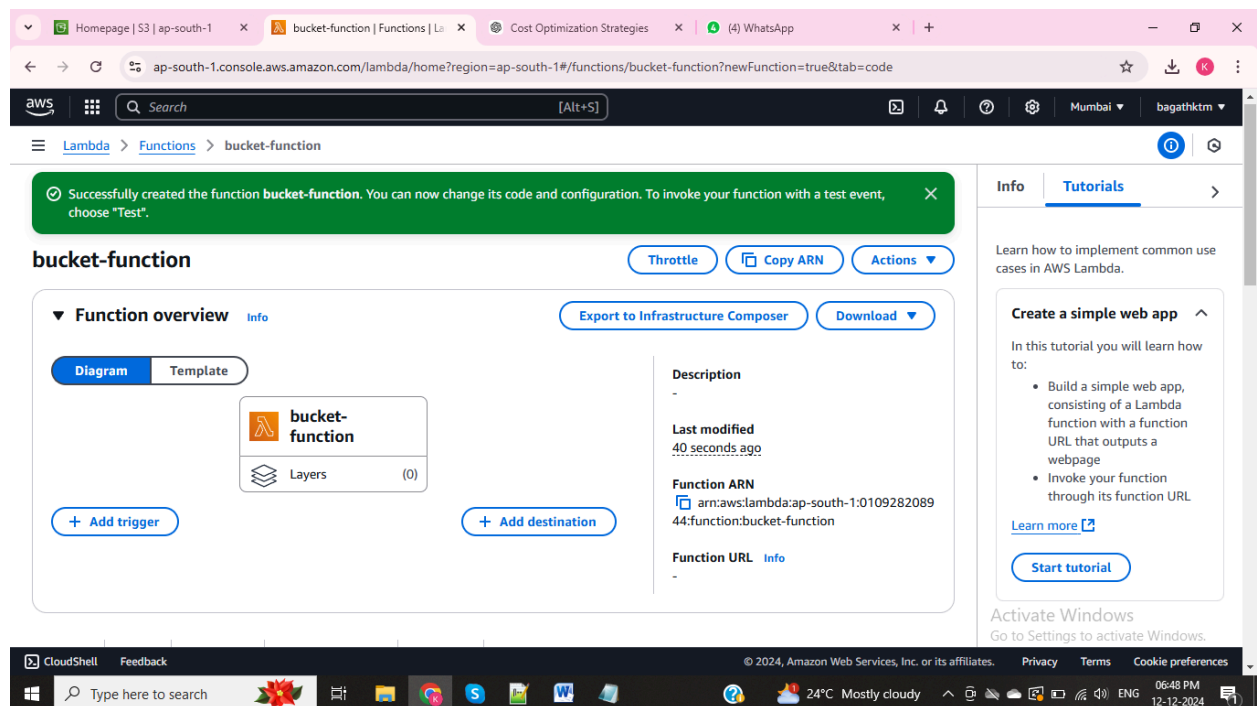 Homepage | S3 | ap-south-1
bucket-function | Functions | La
Cost Optimization Strategies
(4) WhatsApp
ap-south-1.console.aws.amazon.com/lambda/home?region=ap-south-1#/functions/bucket-function?newFunction=true&tab=code
K
aws
Search
[Alt+S]
Mumbai
bagathktm
Lambda > Functions > bucket-function
Successfully created the function bucket-function. You can now change its code and configuration. To invoke your function with a test event,
choose "Test".
bucket-function
Throttle
Copy ARN
Actions
Function overview Info
Export to Infrastructure Composer
Download
Diagram
Template
bucket-
function
Layers (0)
+ Add trigger
+ Add destination
Description
-
Last modified
40 seconds ago
Function ARN
arn:aws:lambda:ap-south-1:0109282089
44:function:bucket-function
Function URL Info
-
Info
Tutorials
Learn how to implement common use
cases in AWS Lambda.
Create a simple web app
In this tutorial you will learn how
to:
• Build a simple web app,
consisting of a Lambda
function with a function
URL that outputs a
webpage
• Invoke your function
through its function URL
Learn more
Start tutorial
Activate Windows
Go to Settings to activate Windows.
CloudShell
Feedback
© 2024, Amazon Web Services, Inc. or its affiliates.
Privacy
Terms
Cookie preferences
Type here to search
24°C Mostly cloudy
ENG
06:48 PM
12-12-2024
1